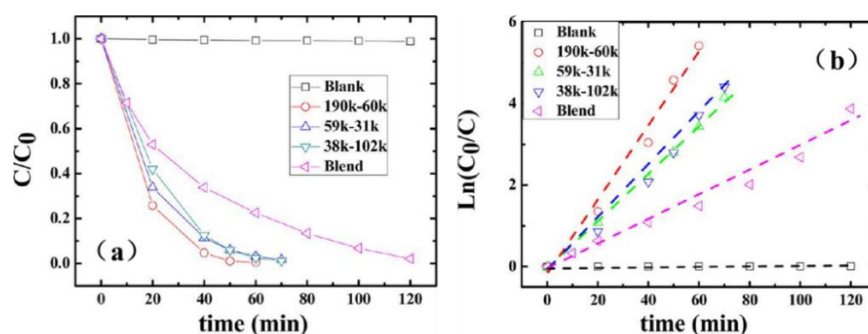 1.0
0.8
0.6
0.4
0.2
0.0
C/C0
Blank
190k-60k
59k-31k
38k-102k
Blend
(a)
0 20 40 60 80 100 120
time (min)
6
4
2
0
Ln(C0/C)
Blank
190k-60k
59k-31k
38k-102k
Blend
(b)
0 20 40 60 80 100 120
time (min)